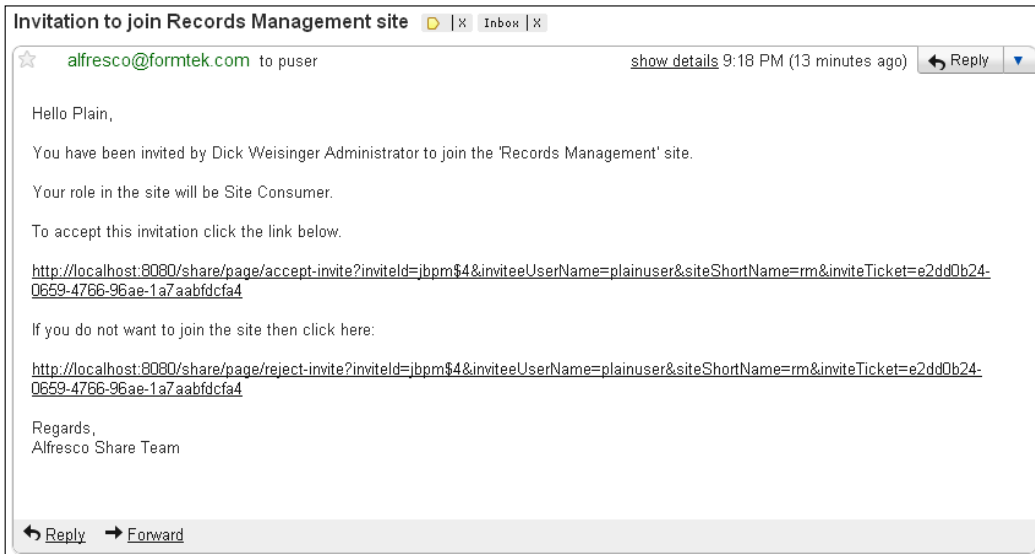 Invitation to join Records Management site | X Inbox | X
alfresco@formtek.com to puser show details 9:18 PM (13 minutes ago) Reply
Hello Plain,
You have been invited by Dick Weisinger Administrator to join the 'Records Management' site.
Your role in the site will be Site Consumer.
To accept this invitation click the link below.
http://localhost:8080/share/page/accept-invite?inviteId=jbpm$4&inviteeUserName=plainuser&siteShortName=rm&inviteTicket=e2dd0b24-
0659-4766-96ae-1a7aabfdcfa4
If you do not want to join the site then click here:
http://localhost:8080/share/page/reject-invite?inviteId=jbpm$4&inviteeUserName=plainuser&siteShortName=rm&inviteTicket=e2dd0b24-
0659-4766-96ae-1a7aabfdcfa4
Regards,
Alfresco Share Team
Reply Forward